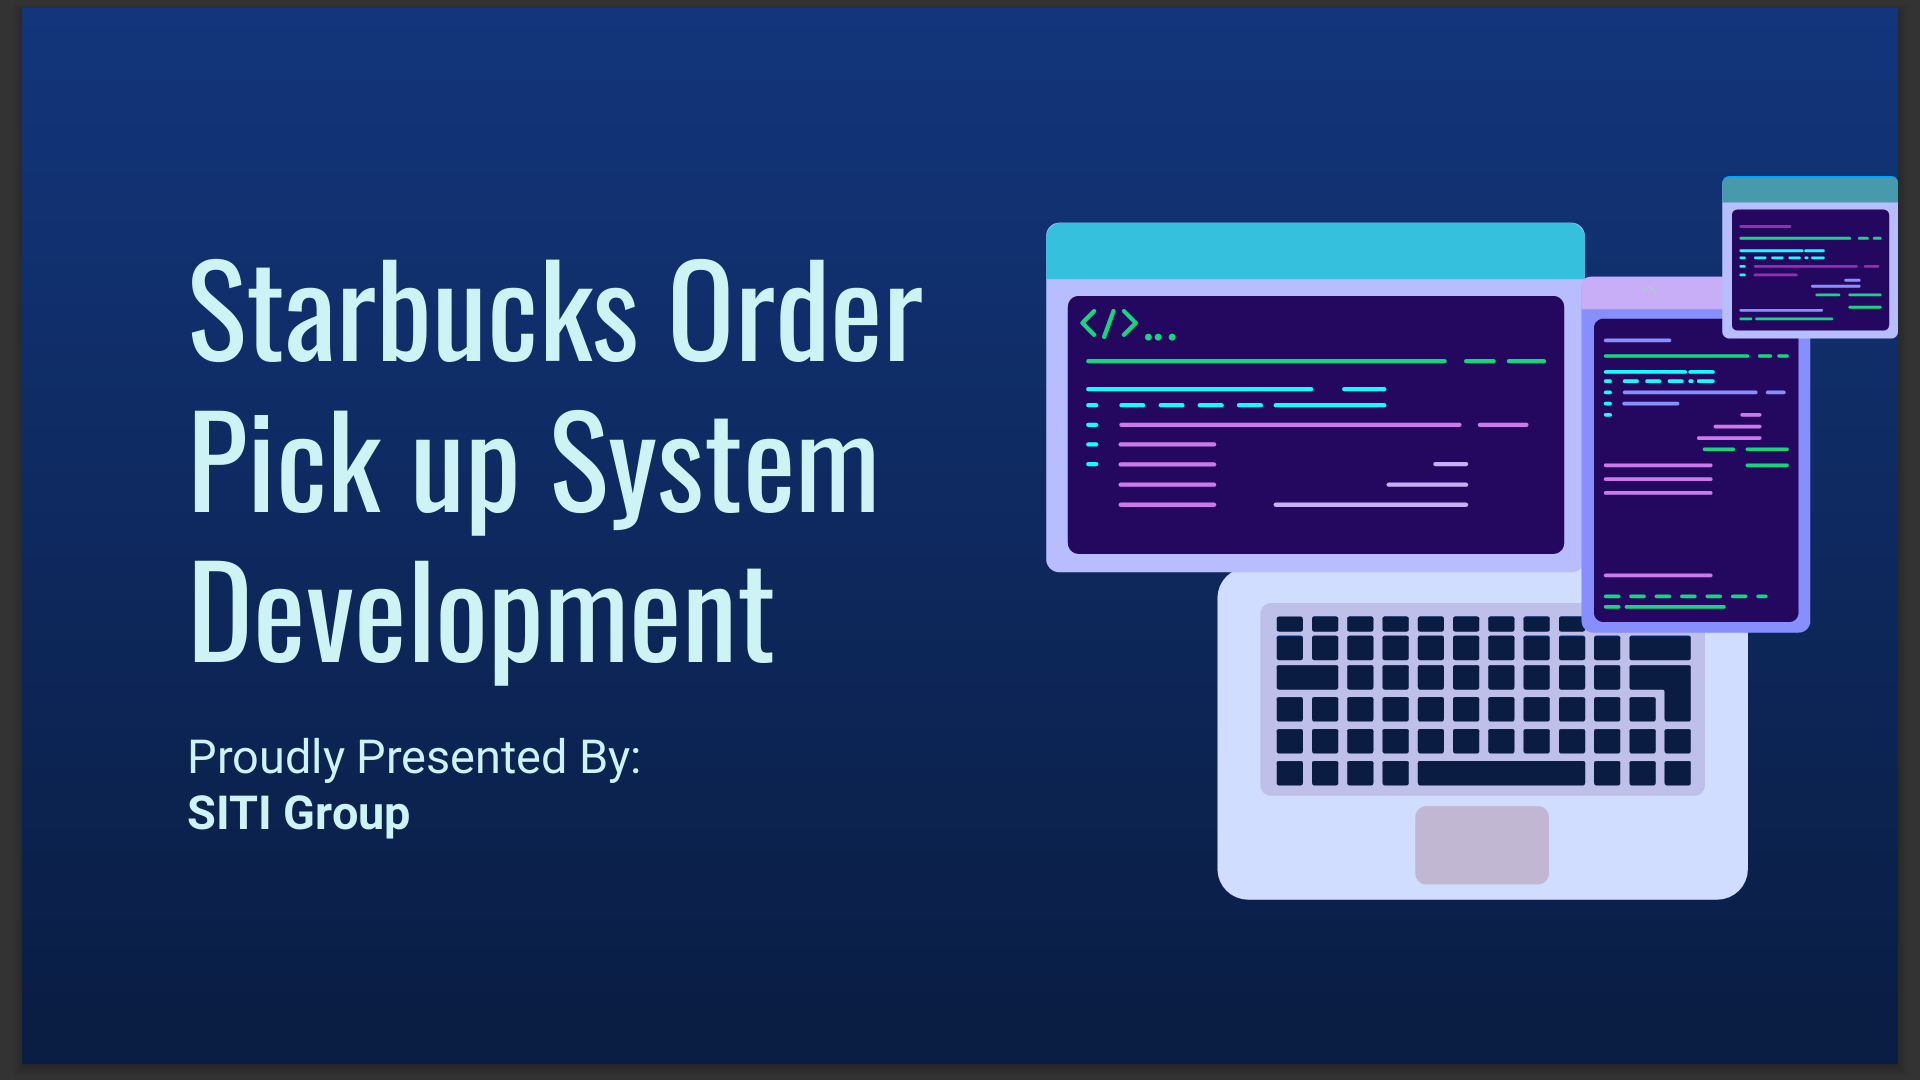 Starbucks Order
Pick up System
Development
Proudly Presented By:
SITI Group
</>...